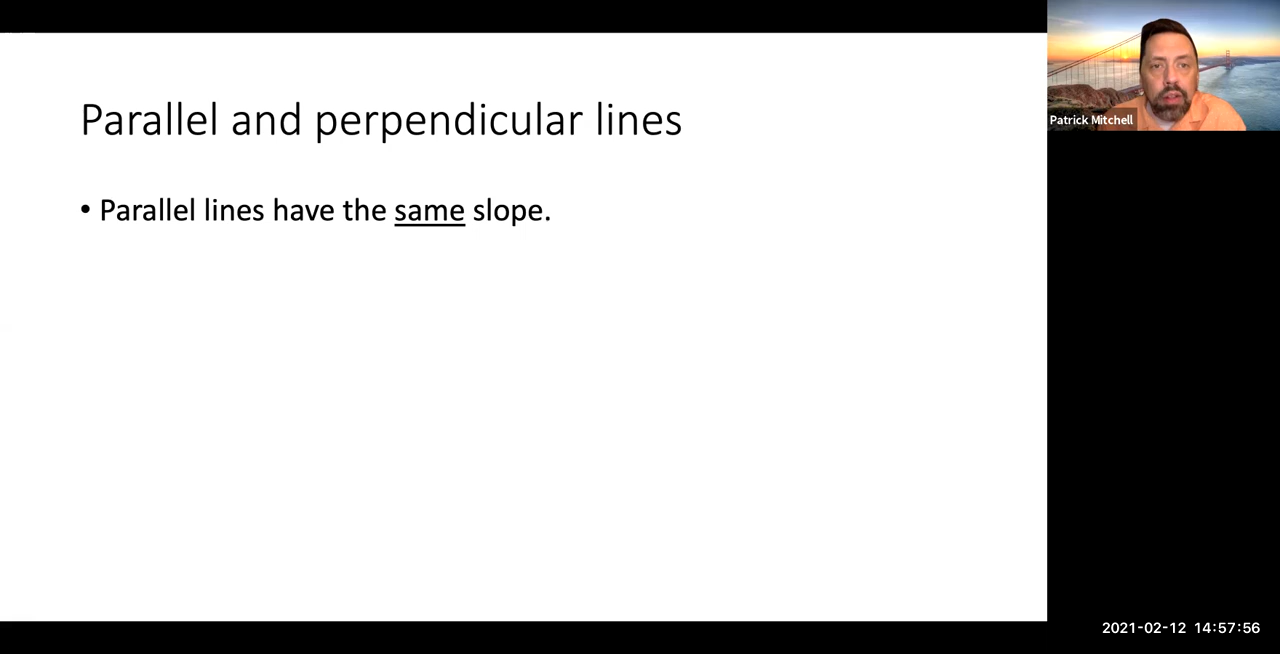 Parallel and perpendicular lines
• Parallel lines have the same slope.
Patrick Mitchell
2021-02-12 14:57:56